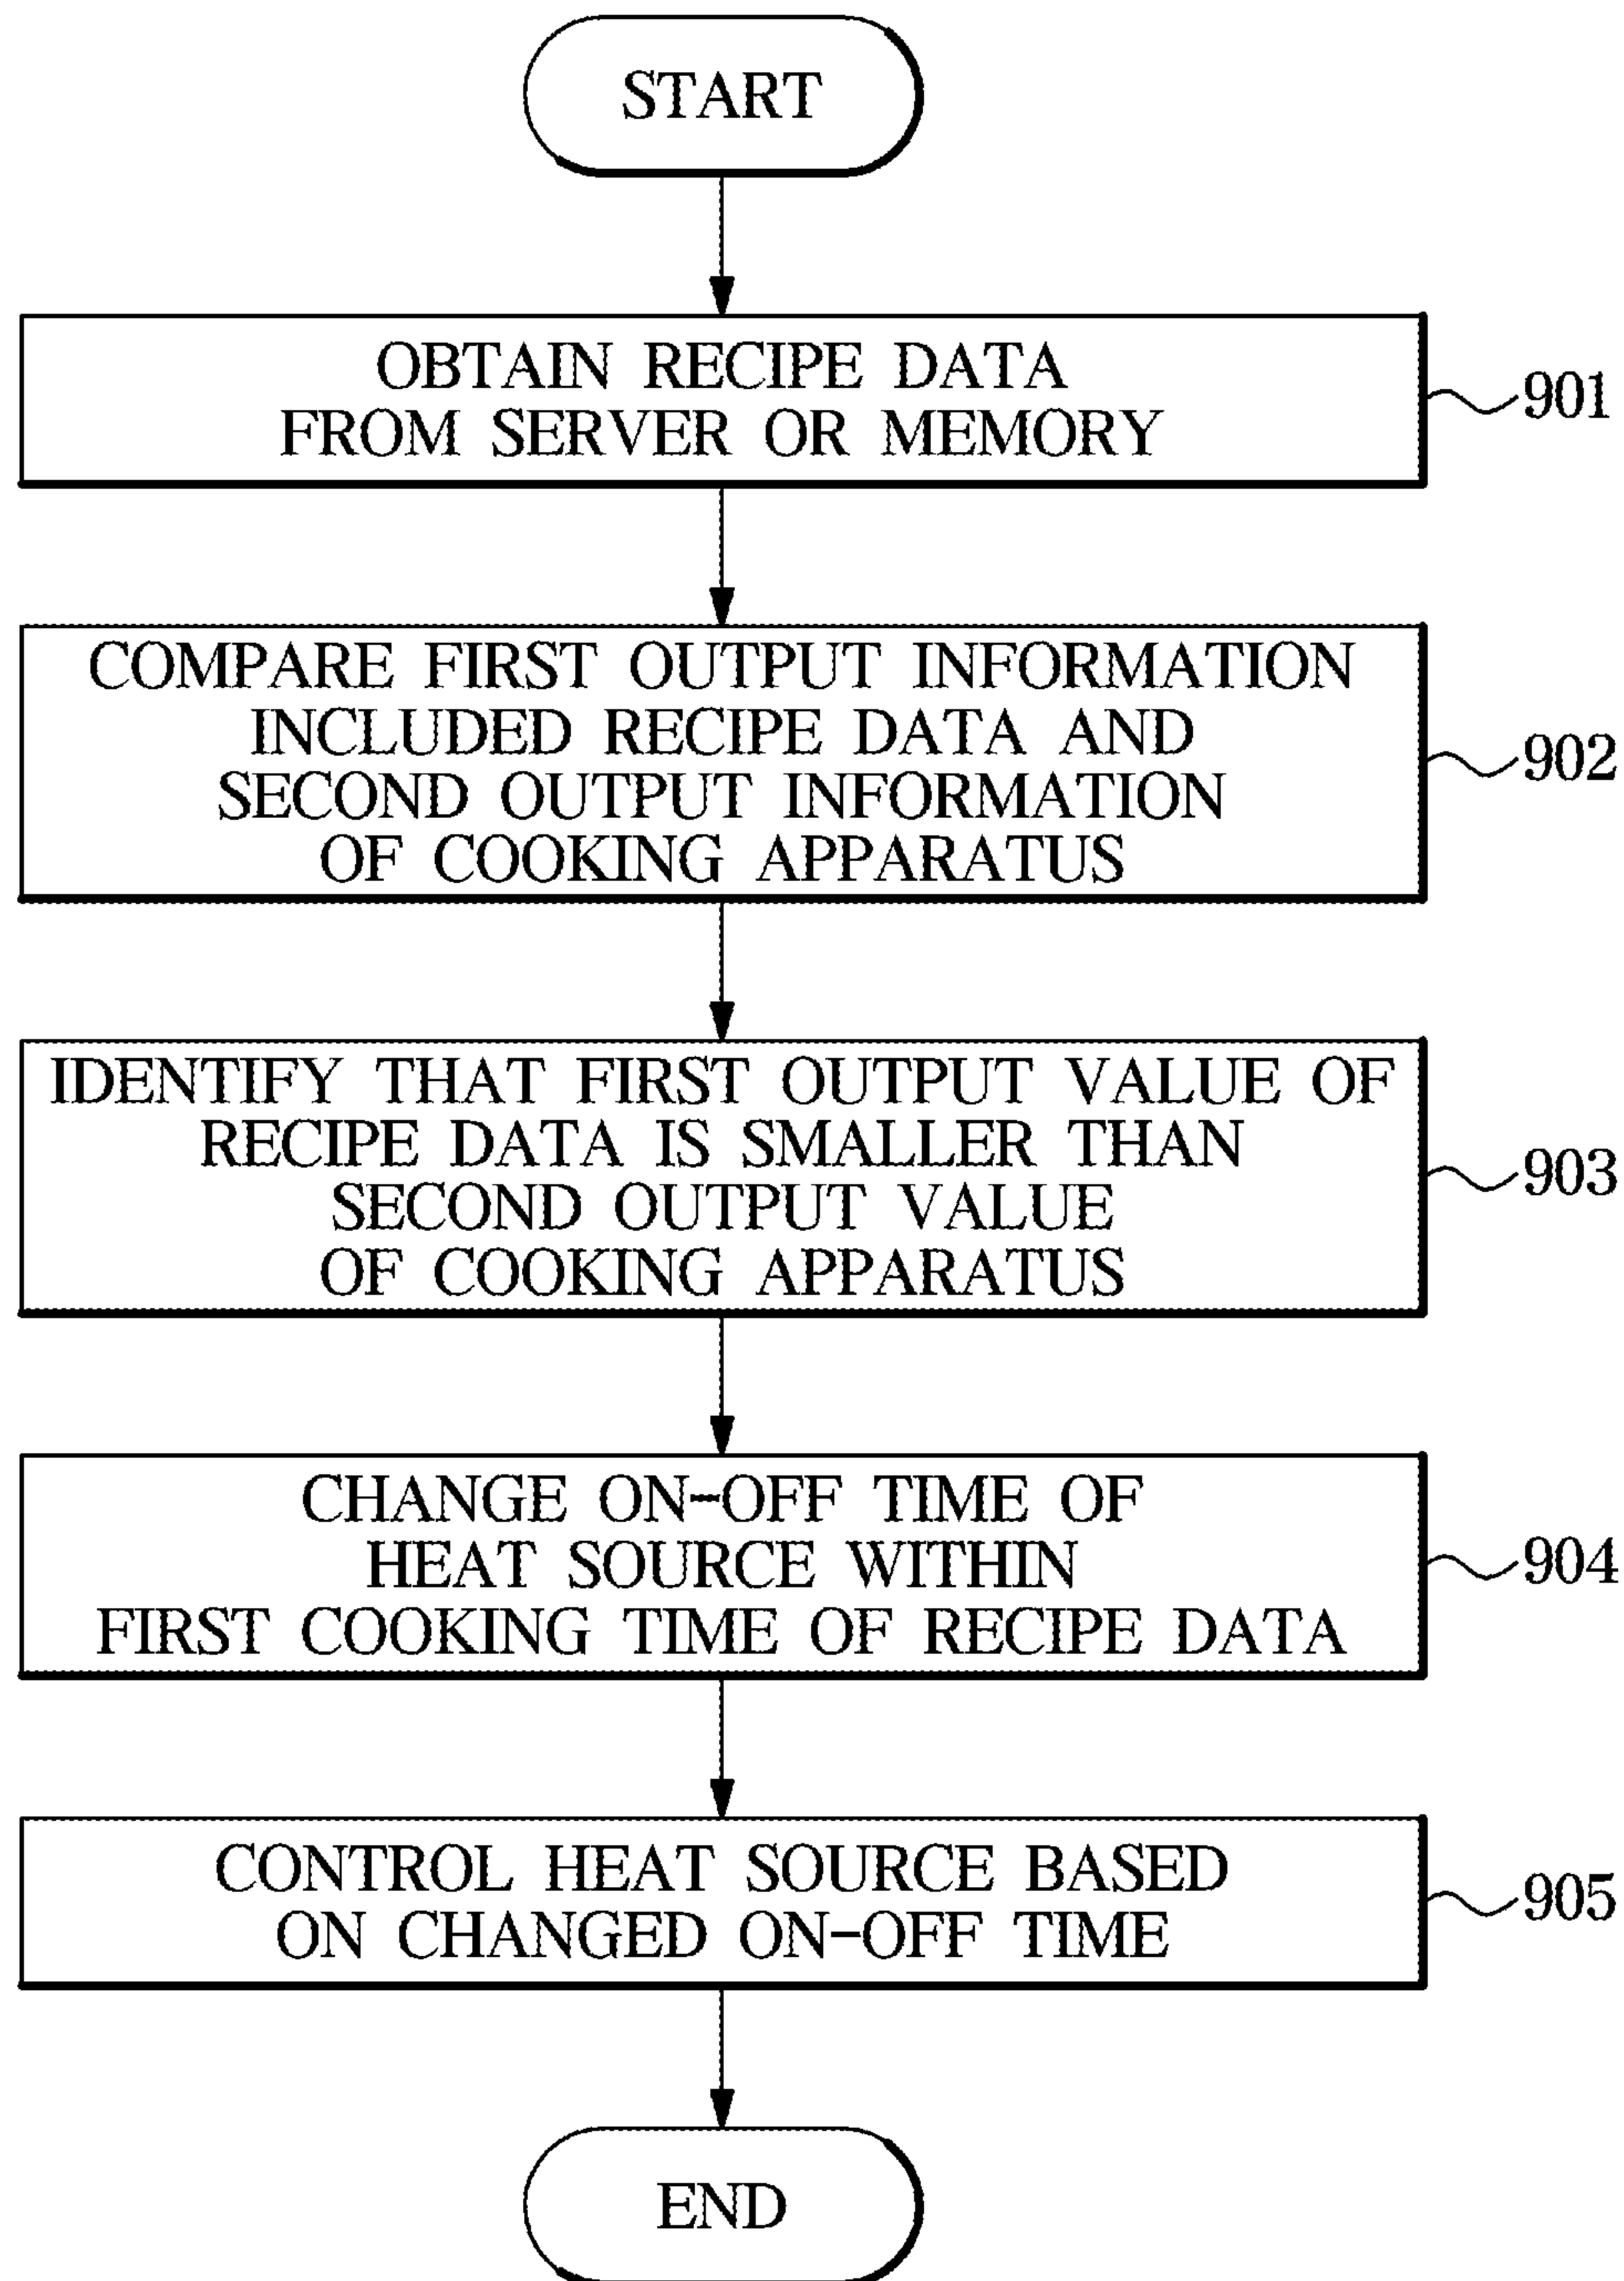 START
OBTAIN RECIPE DATA
FROM SERVER OR MEMORY
901
COMPARE FIRST OUTPUT INFORMATION
INCLUDED RECIPE DATA AND
SECOND OUTPUT INFORMATION
OF COOKING APPARATUS
902
IDENTIFY THAT FIRST OUTPUT VALUE OF
RECIPE DATA IS SMALLER THAN
SECOND OUTPUT VALUE
OF COOKING APPARATUS
903
CHANGE ON-OFF TIME OF
HEAT SOURCE WITHIN
FIRST COOKING TIME OF RECIPE DATA
904
CONTROL HEAT SOURCE BASED
ON CHANGED ON-OFF TIME
905
END